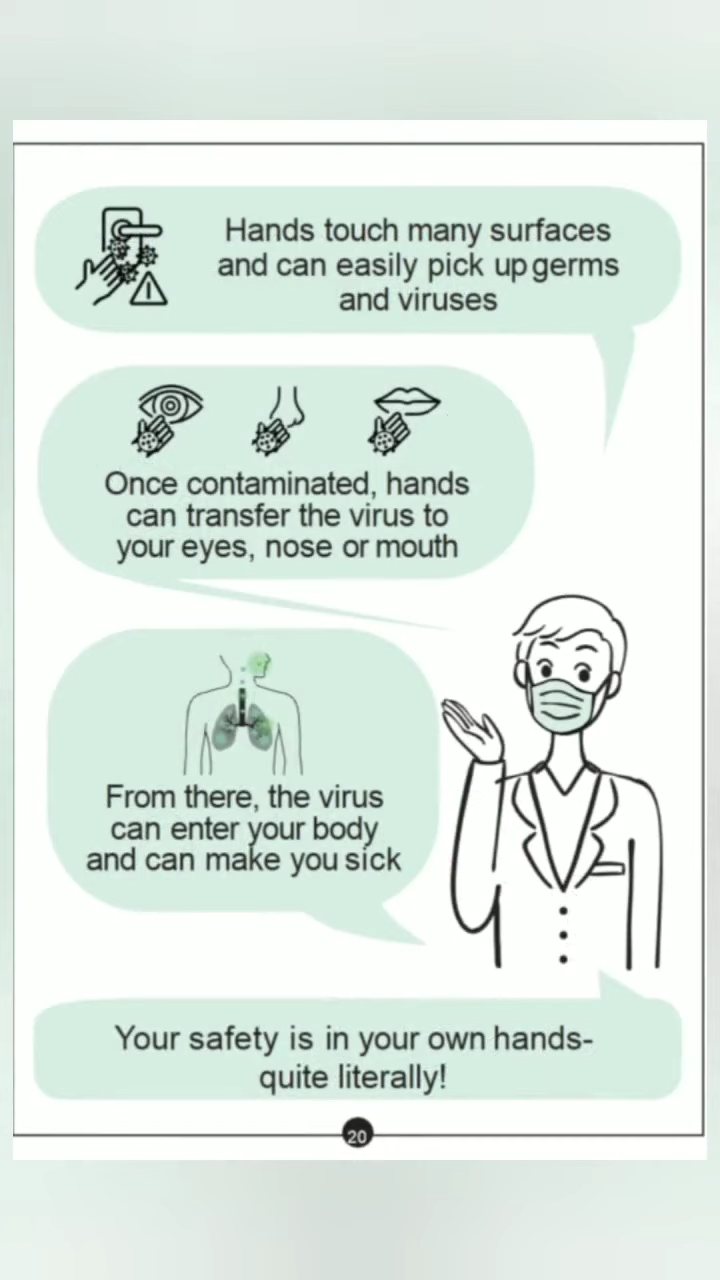 Hands touch many surfaces
and can easily pick up germs
and viruses
Once contaminated, hands
can transfer the virus to
your eyes, nose or mouth
From there, the virus
can enter your body
and can make you sick
Your safety is in your own hands-
quite literally!
20